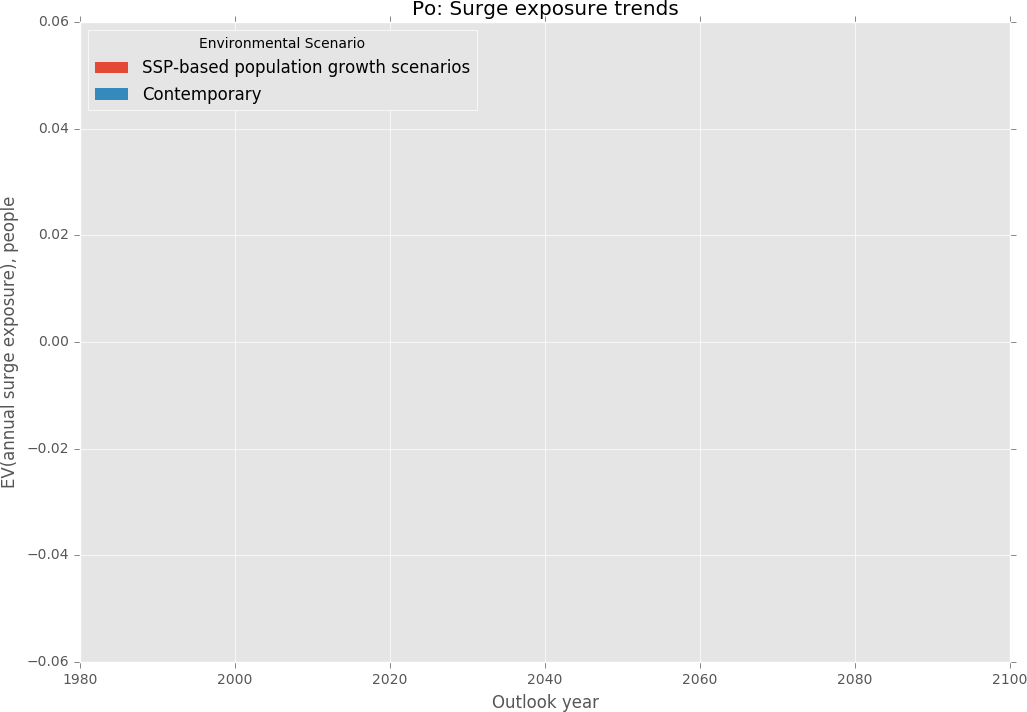 Po: Surge exposure trends
Environmental Scenario
SSP-based population growth scenarios
Contemporary
EV(annual surge exposure), people
0.06
0.04
0.02
0.00
−0.02
−0.04
−0.06
1980
2000
2020
2040
2060
2080
2100
Outlook year